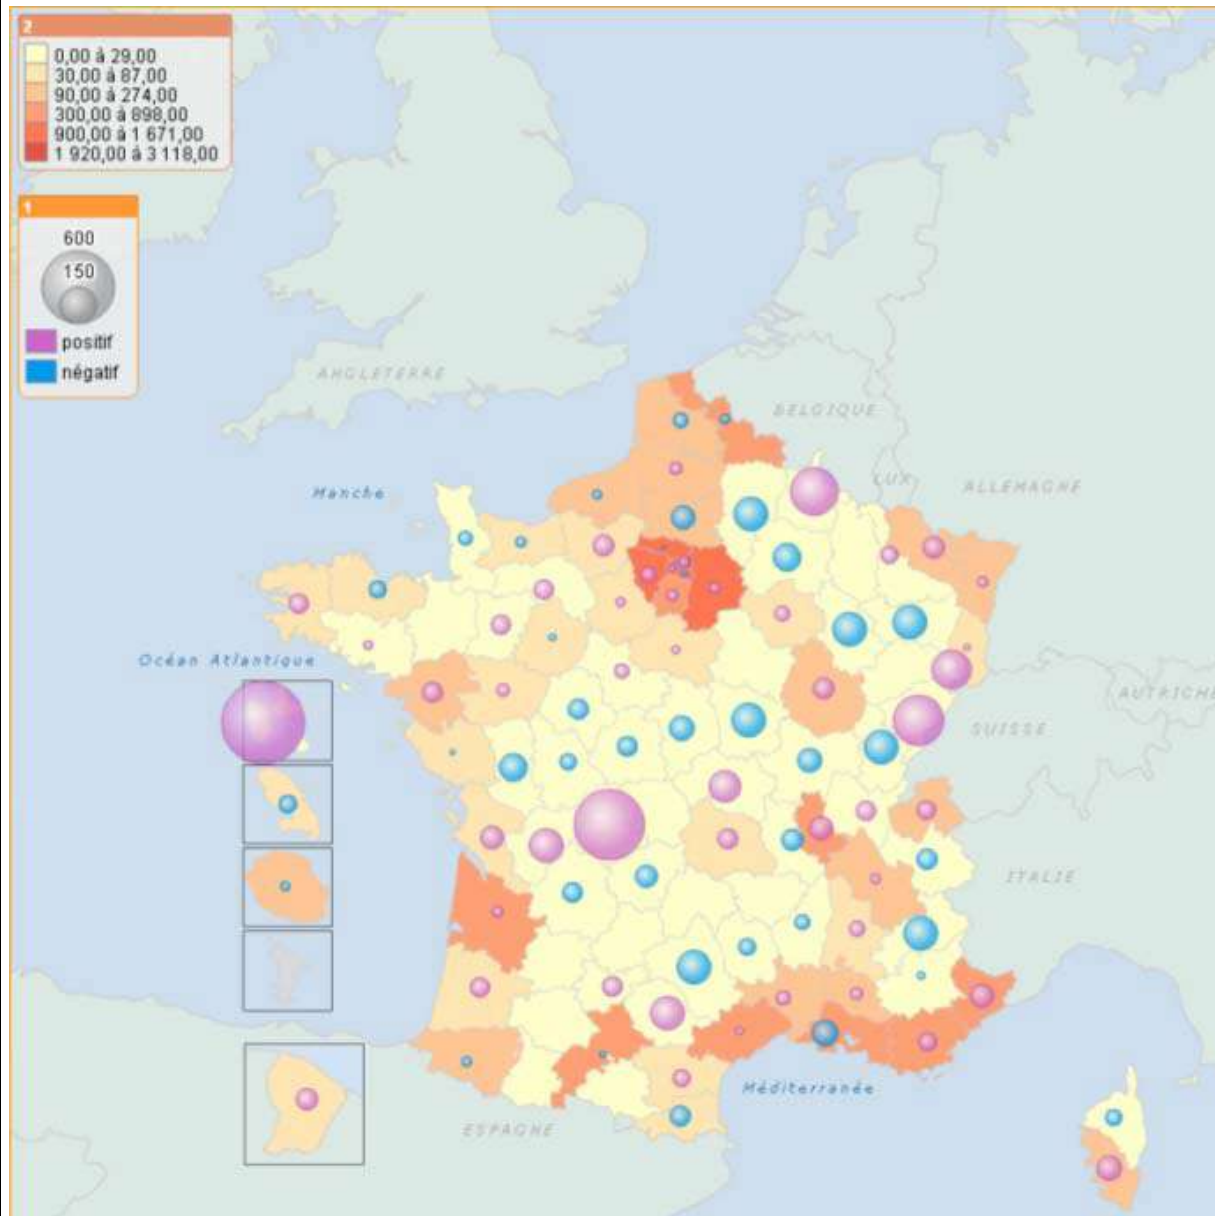 2
0,00 à 29,00
30,00 à 87,00
90,00 à 274,00
300,00 à 898,00
900,00 à 1 671,00
1 920,00 à 3 118,00
1
600
150
positif
négatif
ANGLETERRE
BELGIQUE
Manche
LUX
ALLEMAGNE
Océan Atlantique
AUTRICHE
SUISSE
ITALIE
Méditerranée
ESPAGNE